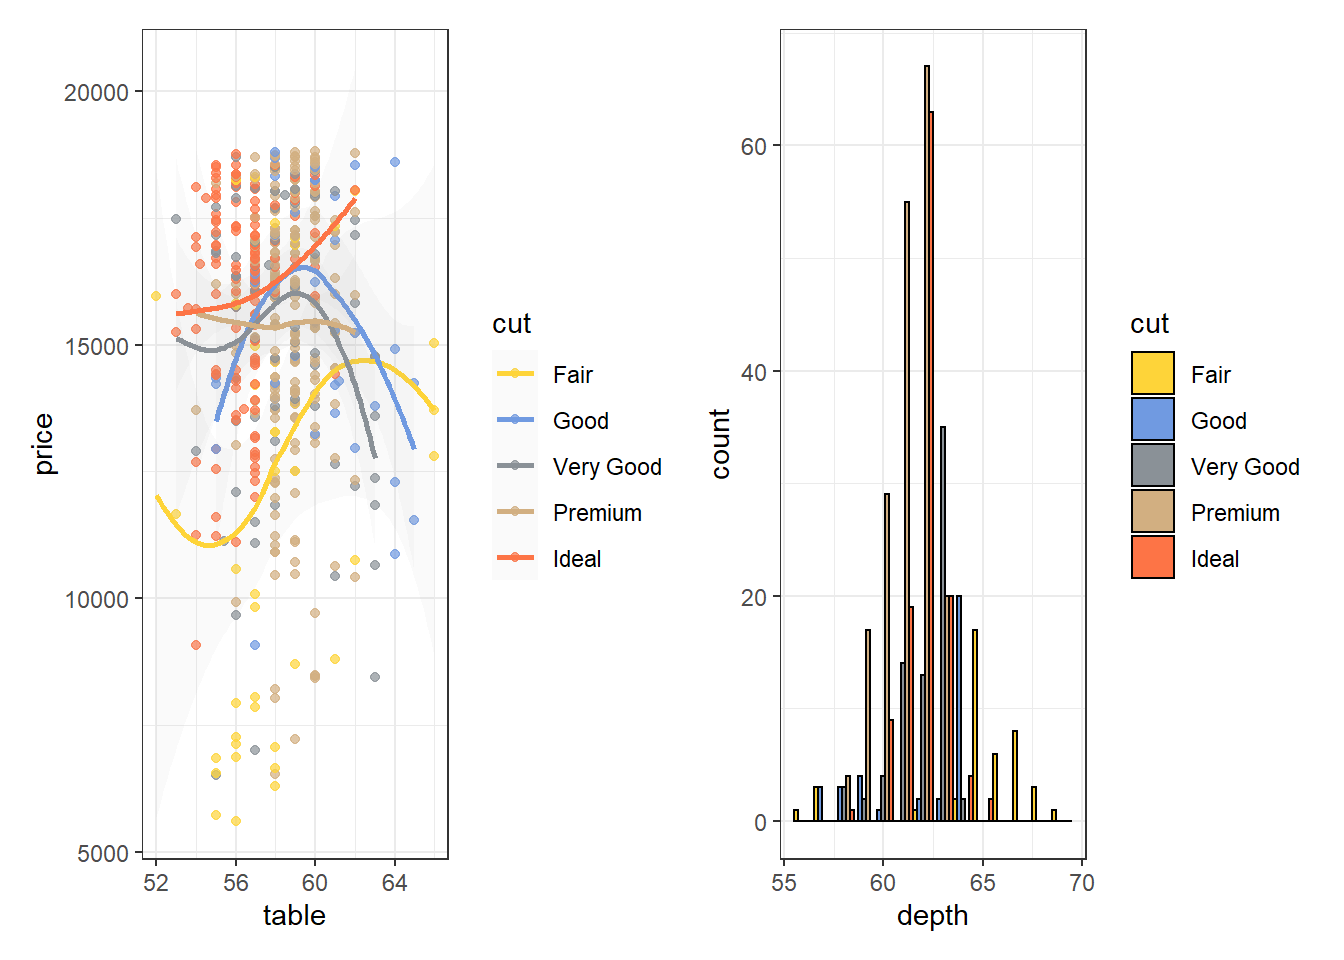 20000
15000
10000
5000
price
52 56 60 64
table
cut
Fair
Good
Very Good
Premium
Ideal
60
40
20
0
count
55 60 65 70
depth
cut
Fair
Good
Very Good
Premium
Ideal